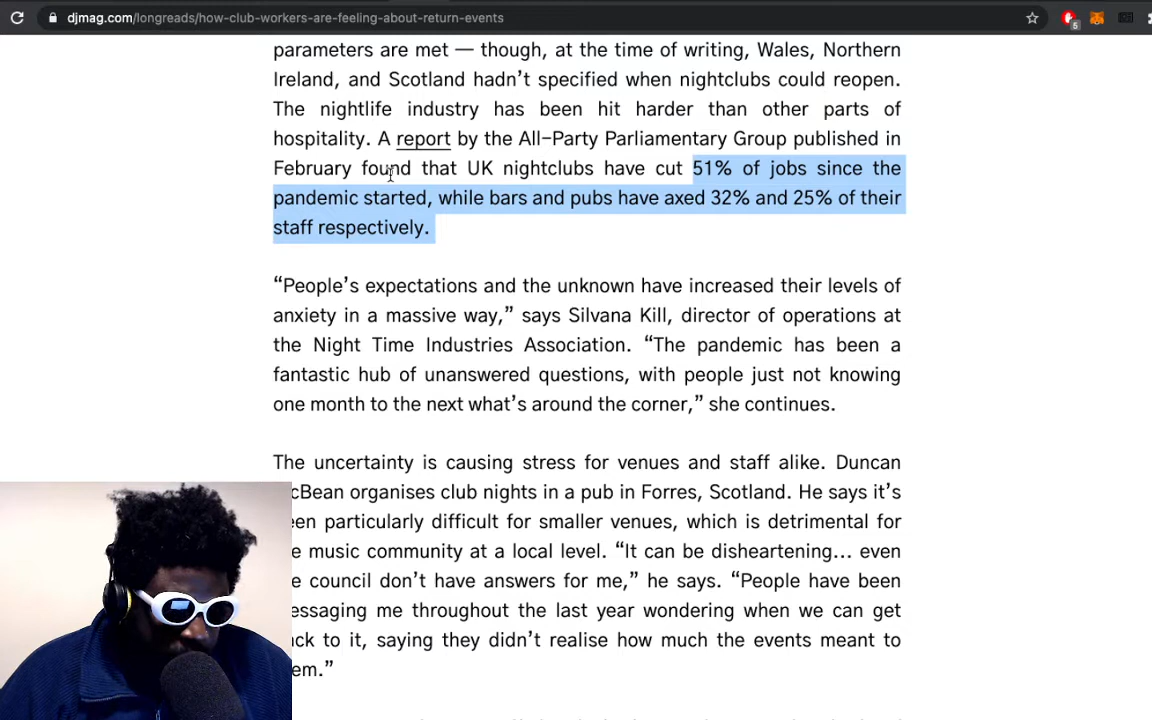 djmag.com/longreads/how-club-workers-are-feeling-about-return-events
5
parameters are met — though, at the time of writing, Wales, Northern
Ireland, and Scotland hadn’t specified when nightclubs could reopen.
The nightlife industry has been hit harder than other parts of
hospitality. A report by the All-Party Parliamentary Group published in
February found that UK nightclubs have cut 51% of jobs since the
pandemic started, while bars and pubs have axed 32% and 25% of their
staff respectively.
“People’s expectations and the unknown have increased their levels of
anxiety in a massive way,” says Silvana Kill, director of operations at
the Night Time Industries Association. “The pandemic has been a
fantastic hub of unanswered questions, with people just not knowing
one month to the next what’s around the corner,” she continues.
The uncertainty is causing stress for venues and staff alike. Duncan
cBean organises club nights in a pub in Forres, Scotland. He says it’s
een particularly difficult for smaller venues, which is detrimental for
e music community at a local level. “It can be disheartening... even
e council don’t have answers for me,” he says. “People have been
essaging me throughout the last year wondering when we can get
ck to it, saying they didn’t realise how much the events meant to
em.”